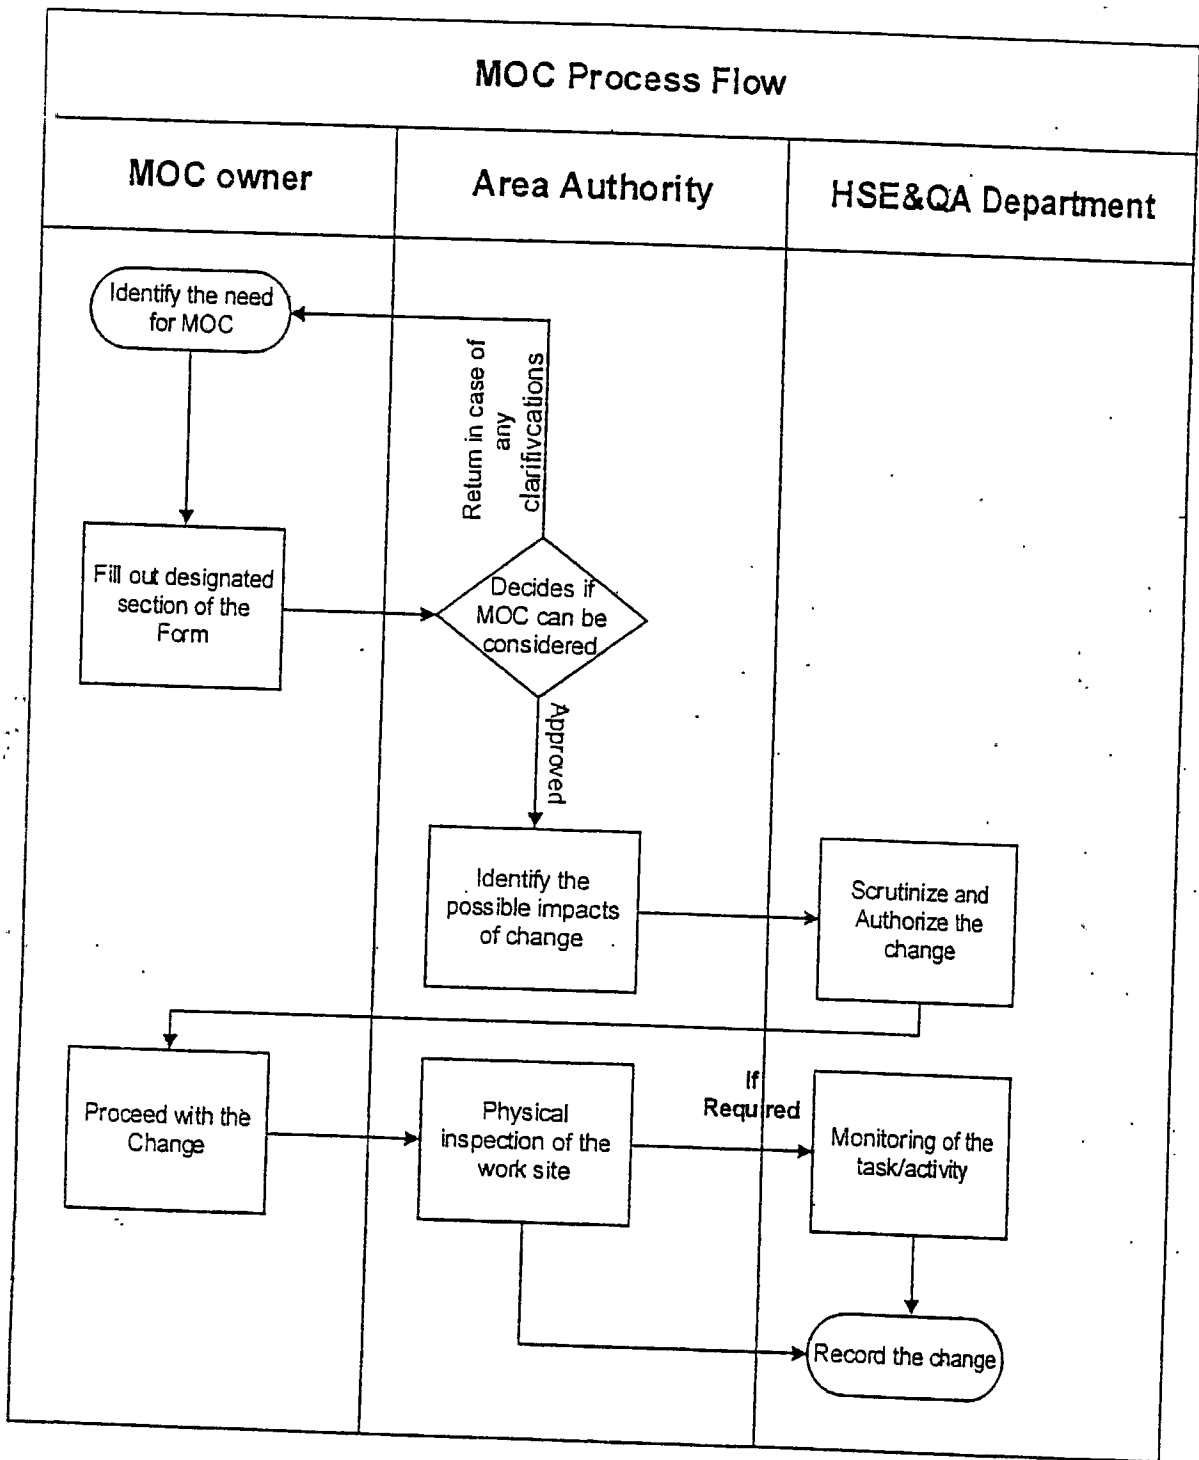 MOC Process Flow
MOC owner
Area Authority
HSE&QA Department
Identify the need
for MOC
Return in case of
any
clarifivcations
Fill out designated
section of the
Form
Decides if
MOC can be
considered
Approved
Identify the
possible impacts
of change
Scrutinize and
Authorize the
change
Proceed with the
Change
Physical
inspection of the
work site
If
Required
Monitoring of the
task/activity
Record the change